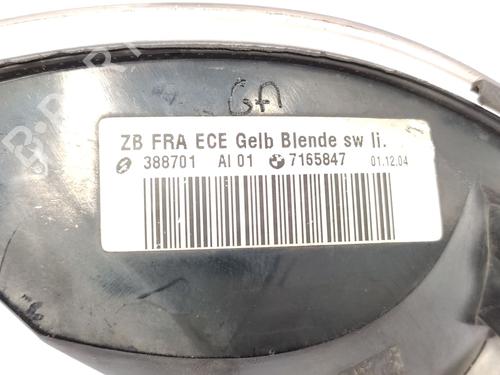 GA
ZB FRA ECE Gelb Blende sw li.
388701 AI 01 7165847 01.12.04